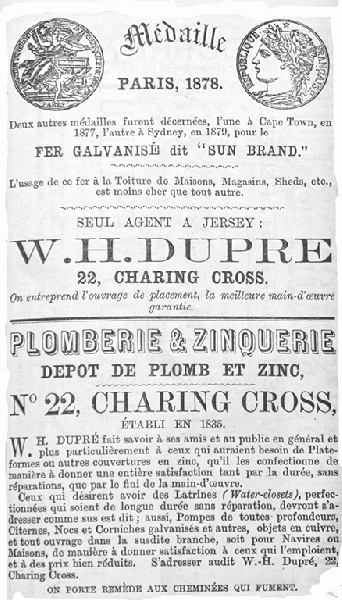 Médaille
PARIS
RÉPUBLIQUE FRANÇAISE
PARIS, 1878.
Deux autres médailles furent décernées, l'une à Cape Town, en
1877, l'autre à Sydney, en 1879, pour le
FER GALVANISÉ dit "SUN BRAND."
L'usage de ce fer à la Toiture de Maisons, Magasins, Sheds, etc.,
est moins cher que tout autre.
SEUL AGENT A JERSEY:
W. H. DUPRE
22, CHARING CROSS.
On entreprend l'ouvrage de placement, la meilleure main-d'œuvre
garantie.
PLOMBERIE & ZINQUERIE
DEPOT DE PLOMB ET ZINC,
No 22, CHARING CROSS,
ÉTABLI EN 1835.
W. H. DUPRÉ fait savoir à ses amis et au public en général et
plus particulièrement à ceux qui auraient besoin de Plate-
formes ou autres couvertures en zinc, qu'il les confectionne de
manière à donner une entière satisfaction tant par la durée, sans
réparations, que par le fini de la main-d'œuvre.
Ceux qui désirent avoir des Latrines (Water-closets), perfec-
tionnées qui soient de longue durée sans réparation, devront s'a-
dresser comme sus est dit; aussi, Pompes de toutes profondeurs,
Citernes, Nocs et Corniches galvanisés et autres, objets en cuivre,
et tout ouvrage dans la susdite branche, soit pour Navires ou
Maisons, de manière à donner satisfaction à ceux qui l'emploient,
et à des prix bien réduits. S'adresser audit W.-H. Dupré, 22,
Charing Cross.
ON PORTE REMÈDE AUX CHEMINÉES QUI FUMENT.